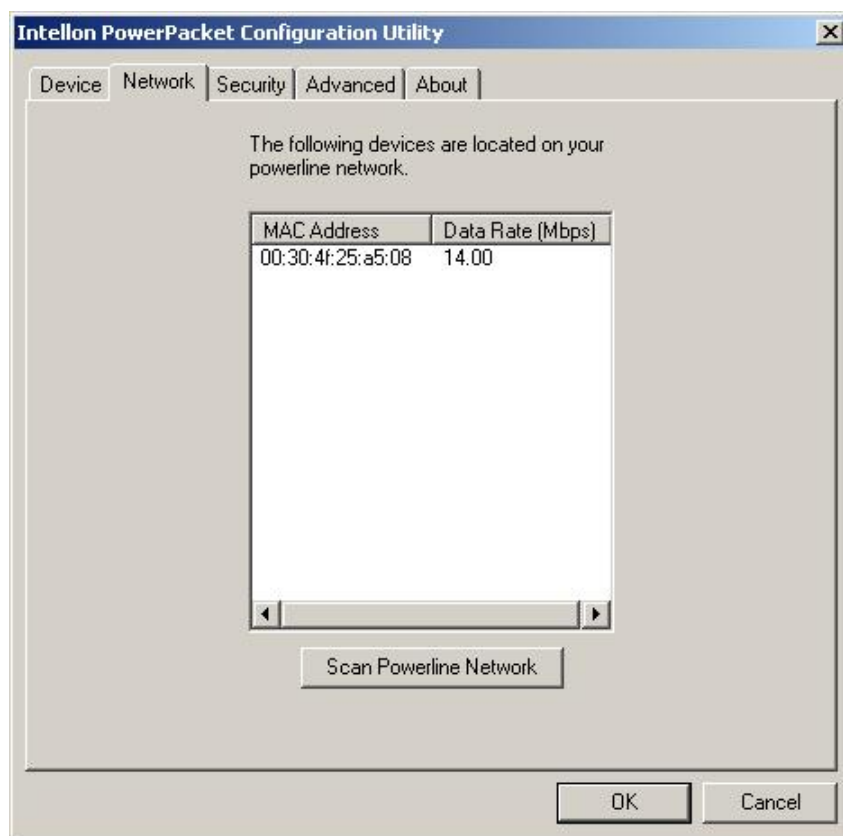 Intellon PowerPacket Configuration Utility
Device Network Security Advanced About
The following devices are located on your
powerline network.
MAC Address Data Rate (Mbps)
00:30:4f:25:a5:08 14.00
Scan Powerline Network
OK Cancel